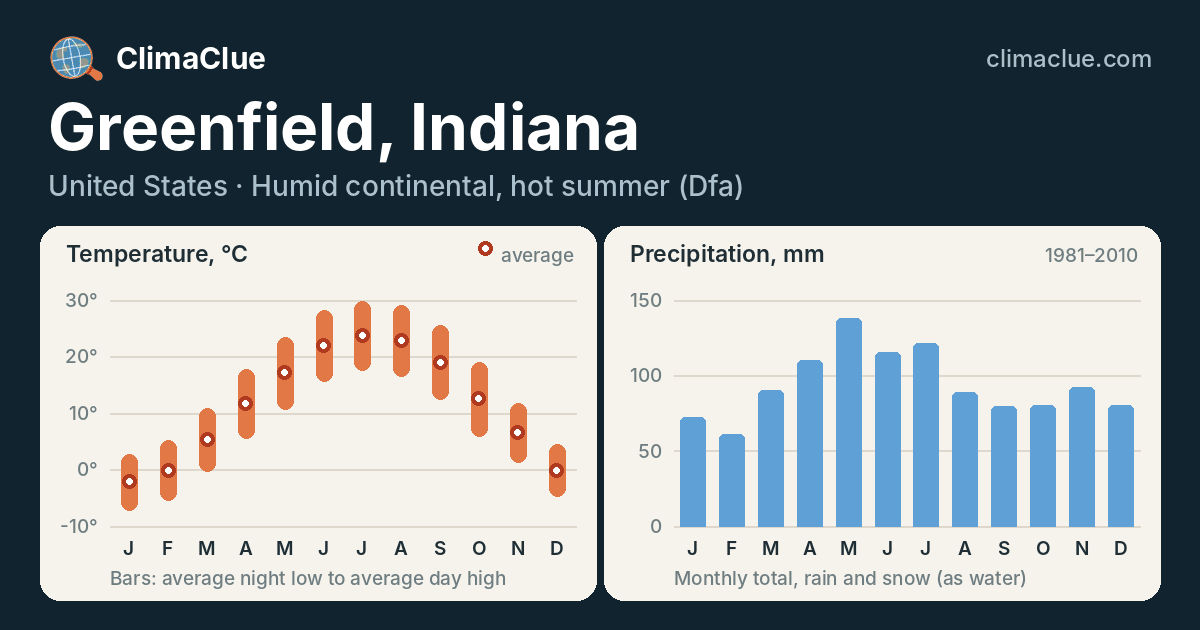 ClimaClue
climaclue.com
Greenfield, Indiana
United States · Humid continental, hot summer (Dfa)
Temperature, °C
average
30°
20°
10°
0°
-10°
J F M A M J J A S O N D
Bars: average night low to average day high
Precipitation, mm
1981–2010
150
100
50
0
J F M A M J J A S O N D
Monthly total, rain and snow (as water)